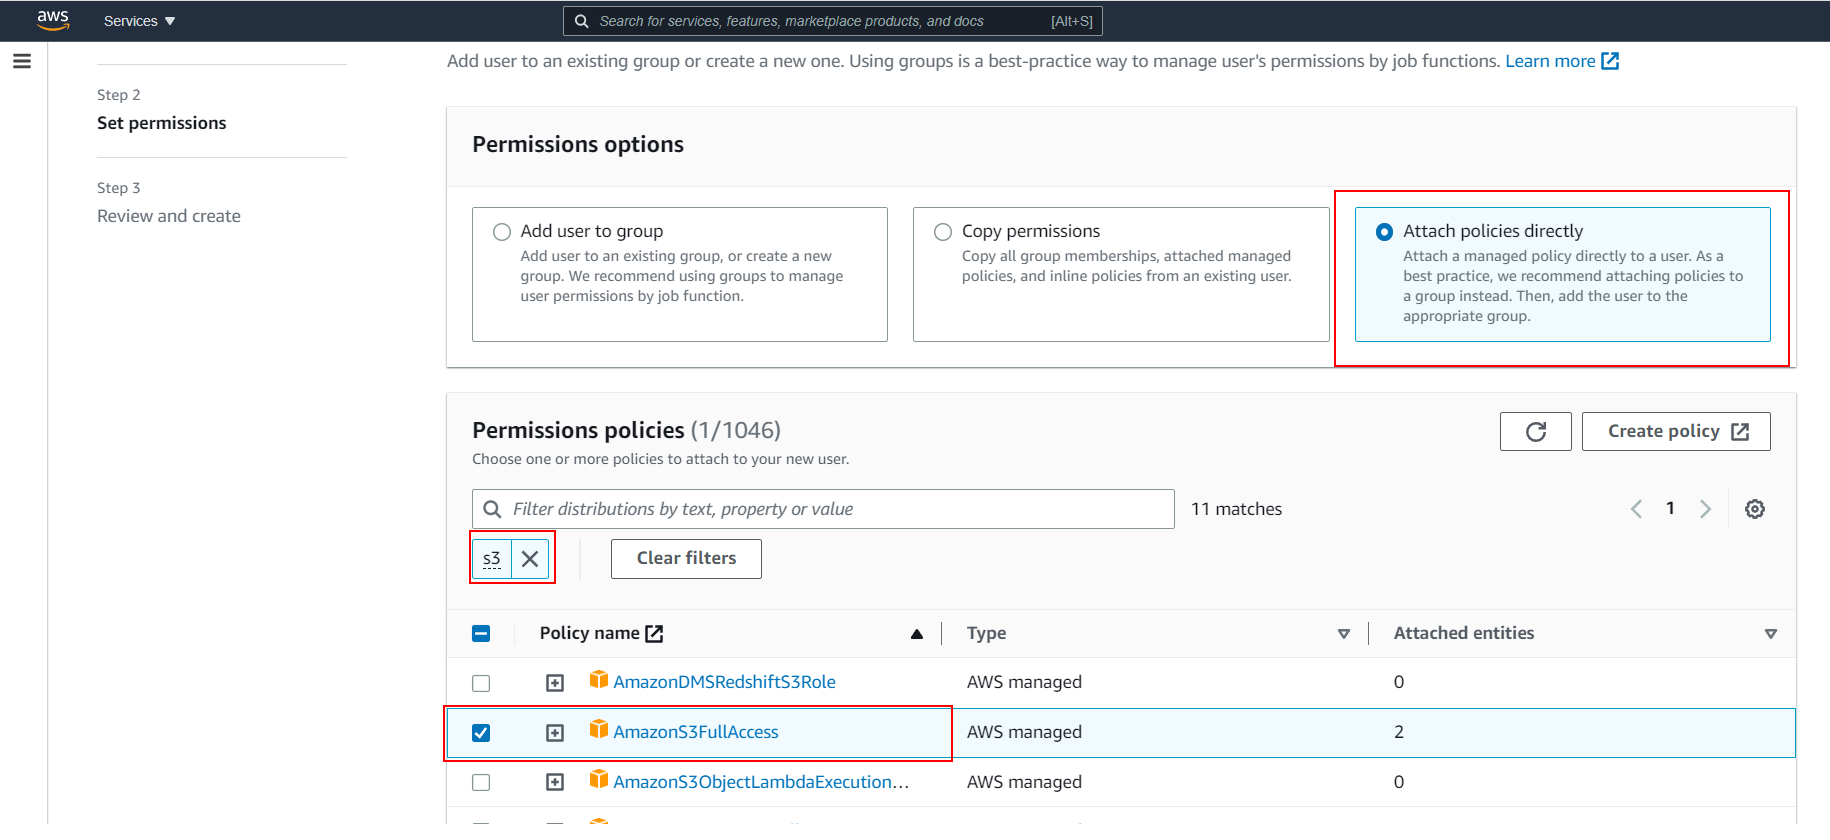 aws Services Search for services, features, marketplace products, and docs [Alt+S]
Add user to an existing group or create a new one. Using groups is a best-practice way to manage user's permissions by job functions. Learn more
Step 2
Set permissions
Step 3
Review and create
Permissions options
Add user to group
Add user to an existing group, or create a new
group. We recommend using groups to manage
user permissions by job function.
Copy permissions
Copy all group memberships, attached managed
policies, and inline policies from an existing user.
Attach policies directly
Attach a managed policy directly to a user. As a
best practice, we recommend attaching policies to
a group instead. Then, add the user to the
appropriate group.
Permissions policies (1/1046)
Choose one or more policies to attach to your new user.
Create policy
Filter distributions by text, property or value
11 matches
1
s3
Clear filters
Policy name Type Attached entities
AmazonDMSRedshiftS3Role AWS managed 0
AmazonS3FullAccess AWS managed 2
AmazonS3ObjectLambdaExecution... AWS managed 0